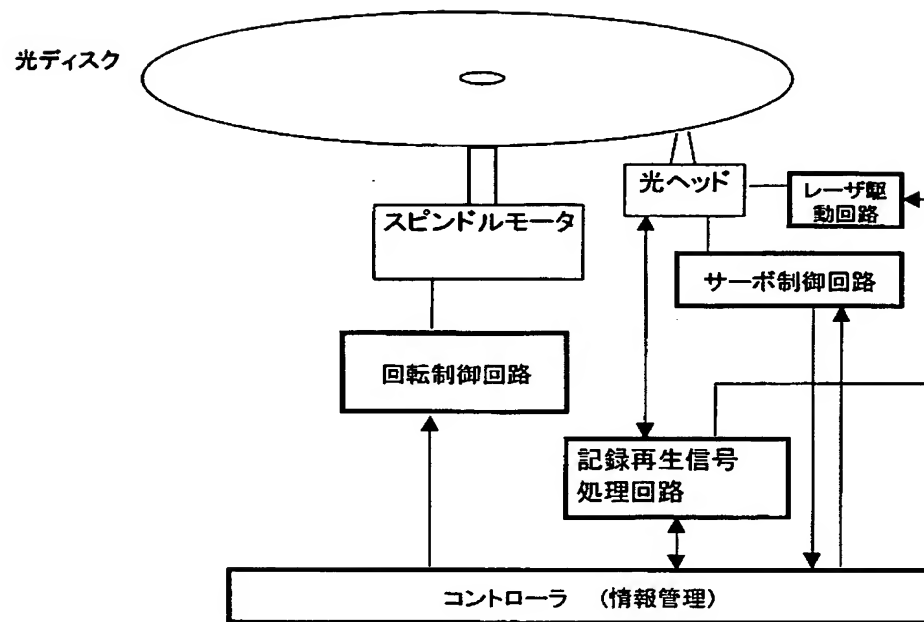 光ディスク
光ヘッド
レーザ駆
動回路
スピンドルモータ
サーボ制御回路
回転制御回路
記録再生信号
処理回路
コントローラ (情報管理)